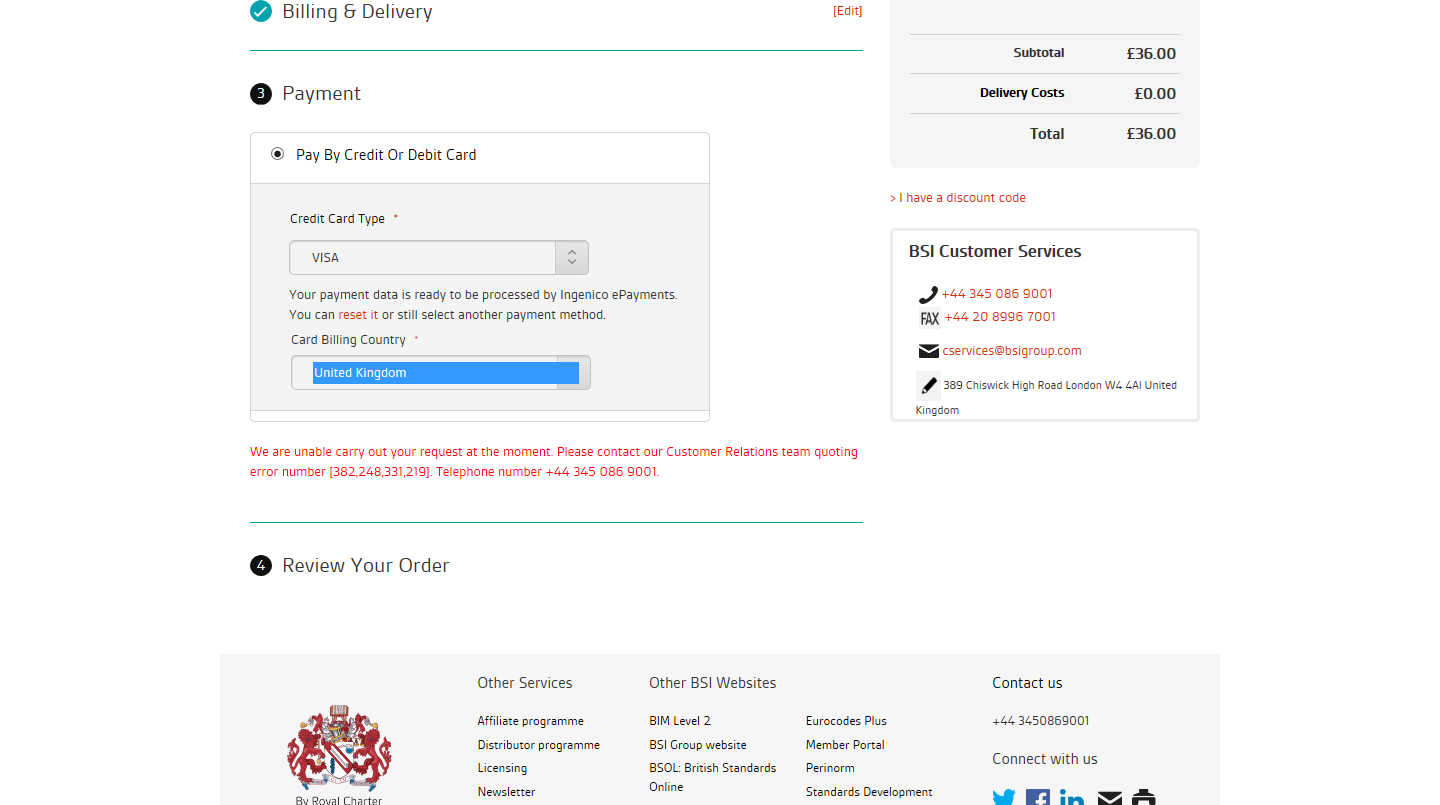 Billing & Delivery
[Edit]
3 Payment
Pay By Credit Or Debit Card
Credit Card Type *
VISA
Your payment data is ready to be processed by Ingenico ePayments.
You can reset it or still select another payment method.
Card Billing Country *
United Kingdom
We are unable carry out your request at the moment. Please contact our Customer Relations team quoting
error number [382,248,331,219]. Telephone number +44 345 086 9001.
4 Review Your Order
Subtotal £36.00
Delivery Costs £0.00
Total £36.00
> I have a discount code
BSI Customer Services
+44 345 086 9001
FAX +44 20 8996 7001
cservices@bsigroup.com
389 Chiswick High Road London W4 4Al United
Kingdom
By Royal Charter
Other Services
Affiliate programme
Distributor programme
Licensing
Newsletter
Other BSI Websites
BIM Level 2
BSI Group website
BSOL: British Standards
Online
Eurocodes Plus
Member Portal
Perinorm
Standards Development
Contact us
+44 3450869001
Connect with us